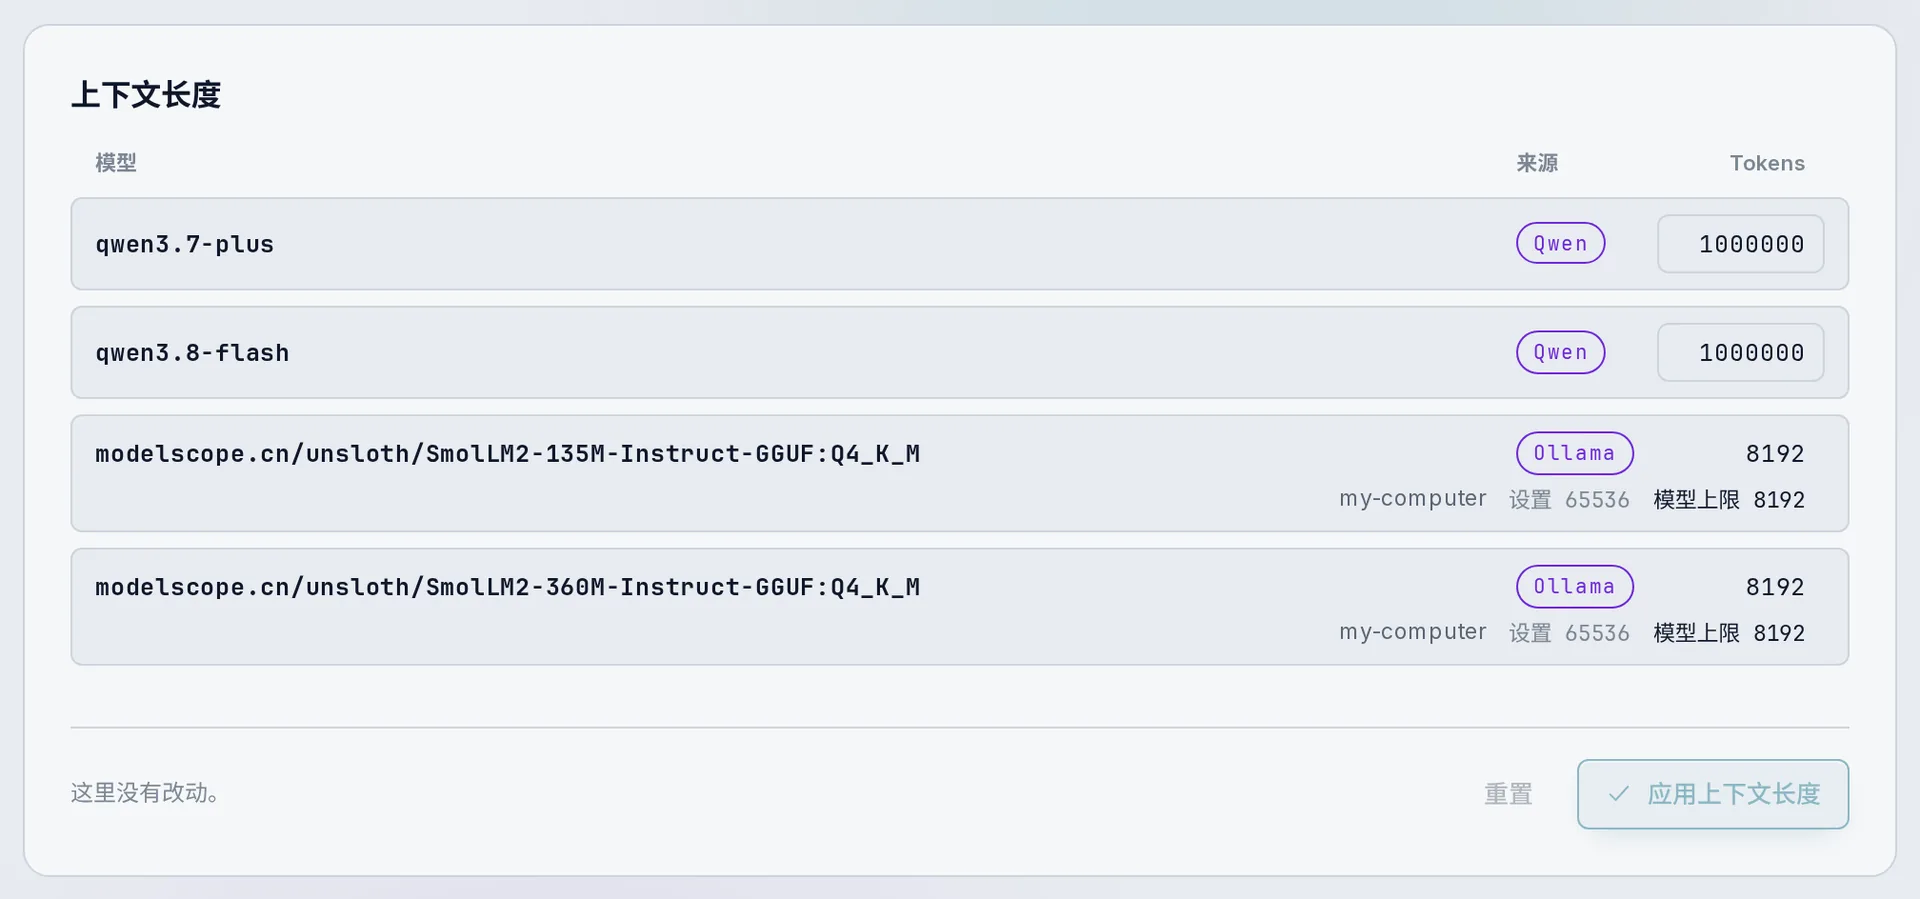 上下文长度
模型 来源 Tokens
qwen3.7-plus Qwen 1000000
qwen3.8-flash Qwen 1000000
modelscope.cn/unsloth/SmolLM2-135M-Instruct-GGUF:Q4_K_M Ollama 8192
my-computer 设置 65536 模型上限 8192
modelscope.cn/unsloth/SmolLM2-360M-Instruct-GGUF:Q4_K_M Ollama 8192
my-computer 设置 65536 模型上限 8192
这里没有改动。 重置 应用上下文长度